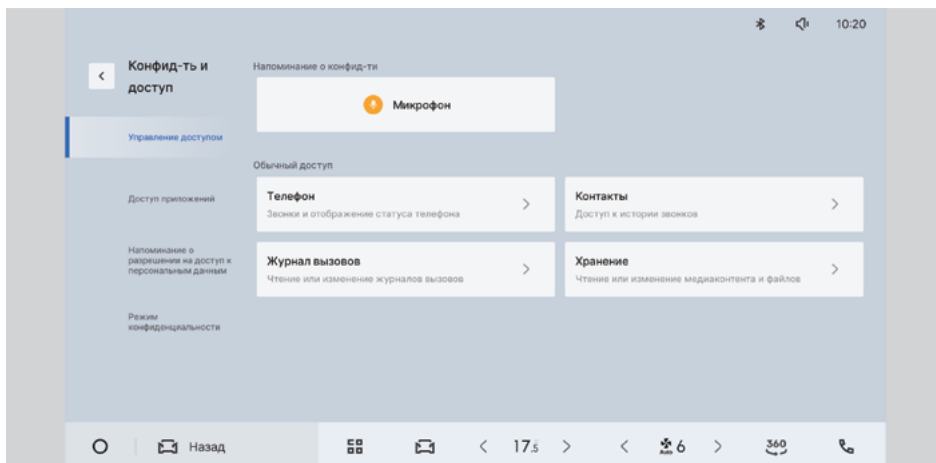 10:20
Конфид-ть и
доступ
Напоминание о конфид-ти
Микрофон
Управление доступом
Обычный доступ
Доступ приложений
Телефон
Звонки и отображение статуса телефона
Контакты
Доступ к истории звонков
Напоминание о
разрешении на доступ к
персональным данным
Журнал вызовов
Чтение или изменение журналов вызовов
Хранение
Чтение или изменение медиаконтента и файлов
Режим
конфиденциальности
Назад
17.5
Auto
6
360